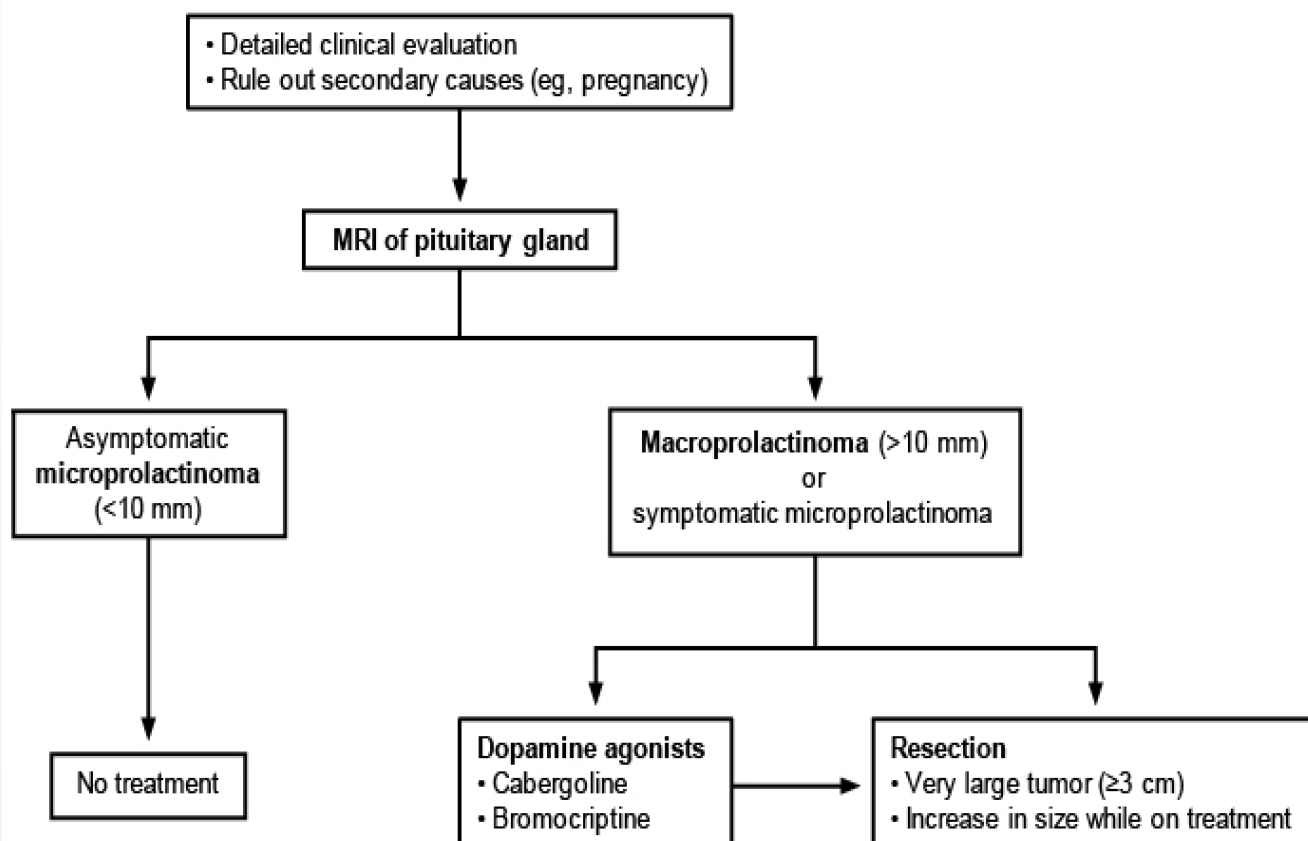 • Detailed clinical evaluation
• Rule out secondary causes (eg, pregnancy)
MRI of pituitary gland
Asymptomatic
microprolactinoma
(<10 mm)
Macroprolactinoma (>10 mm)
or
symptomatic microprolactinoma
No treatment
Dopamine agonists
• Cabergoline
• Bromocriptine
Resection
• Very large tumor (≥3 cm)
• Increase in size while on treatment